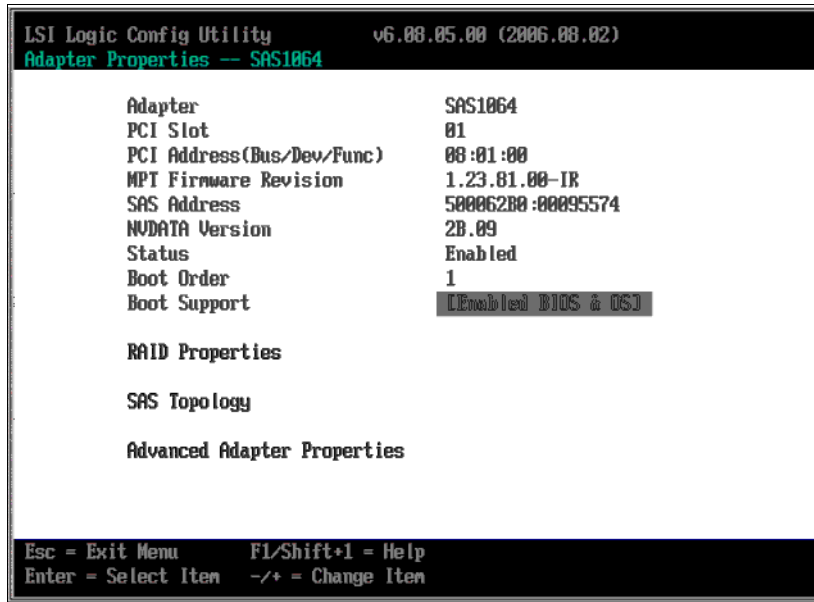 LSI Logic Config Utility v6.08.05.00 (2006.08.02)
Adapter Properties -- SAS1064
Adapter SAS1064
PCI Slot 01
PCI Address(Bus/Dev/Func) 08:01:00
MPT Firmware Revision 1.23.81.00-IR
SAS Address 500062B0:00095574
NVDATA Version 2B.09
Status Enabled
Boot Order 1
Boot Support [Enabled BIOS & OS]
RAID Properties
SAS Topology
Advanced Adapter Properties
Esc = Exit Menu F1/Shift+1 = Help
Enter = Select Item -/+ = Change Item